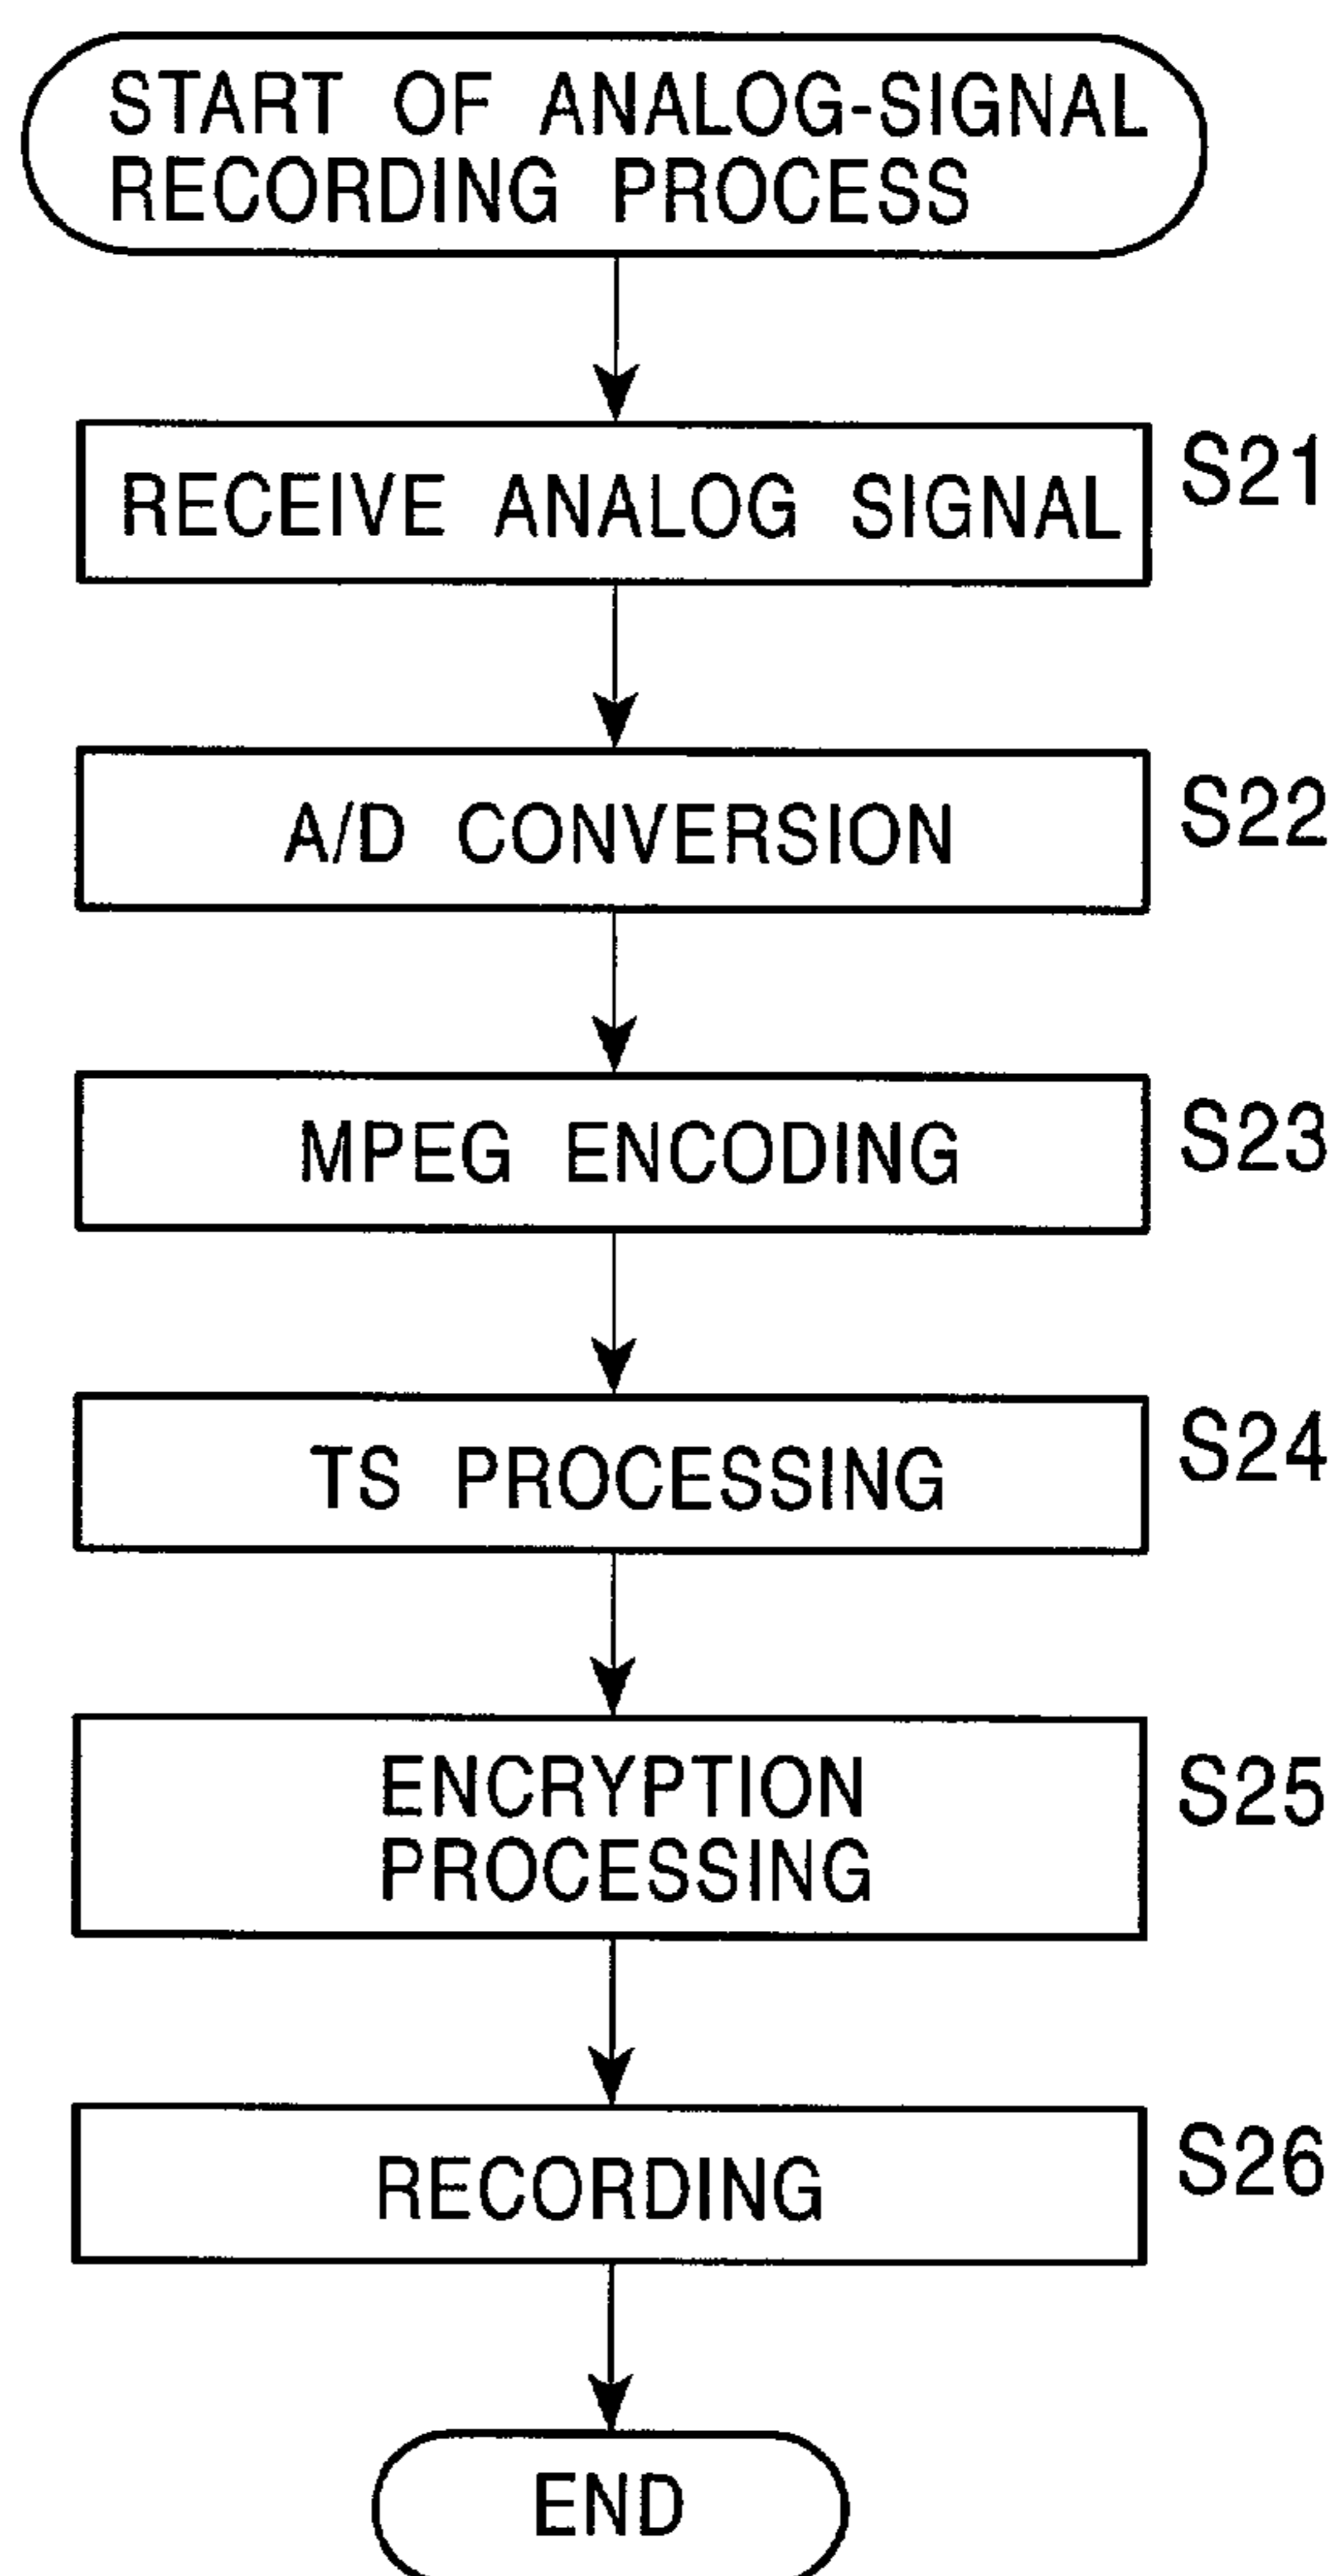 START OF ANALOG-SIGNAL
RECORDING PROCESS
RECEIVE ANALOG SIGNAL
S21
A/D CONVERSION
S22
MPEG ENCODING
S23
TS PROCESSING
S24
ENCRYPTION
PROCESSING
S25
RECORDING
S26
END